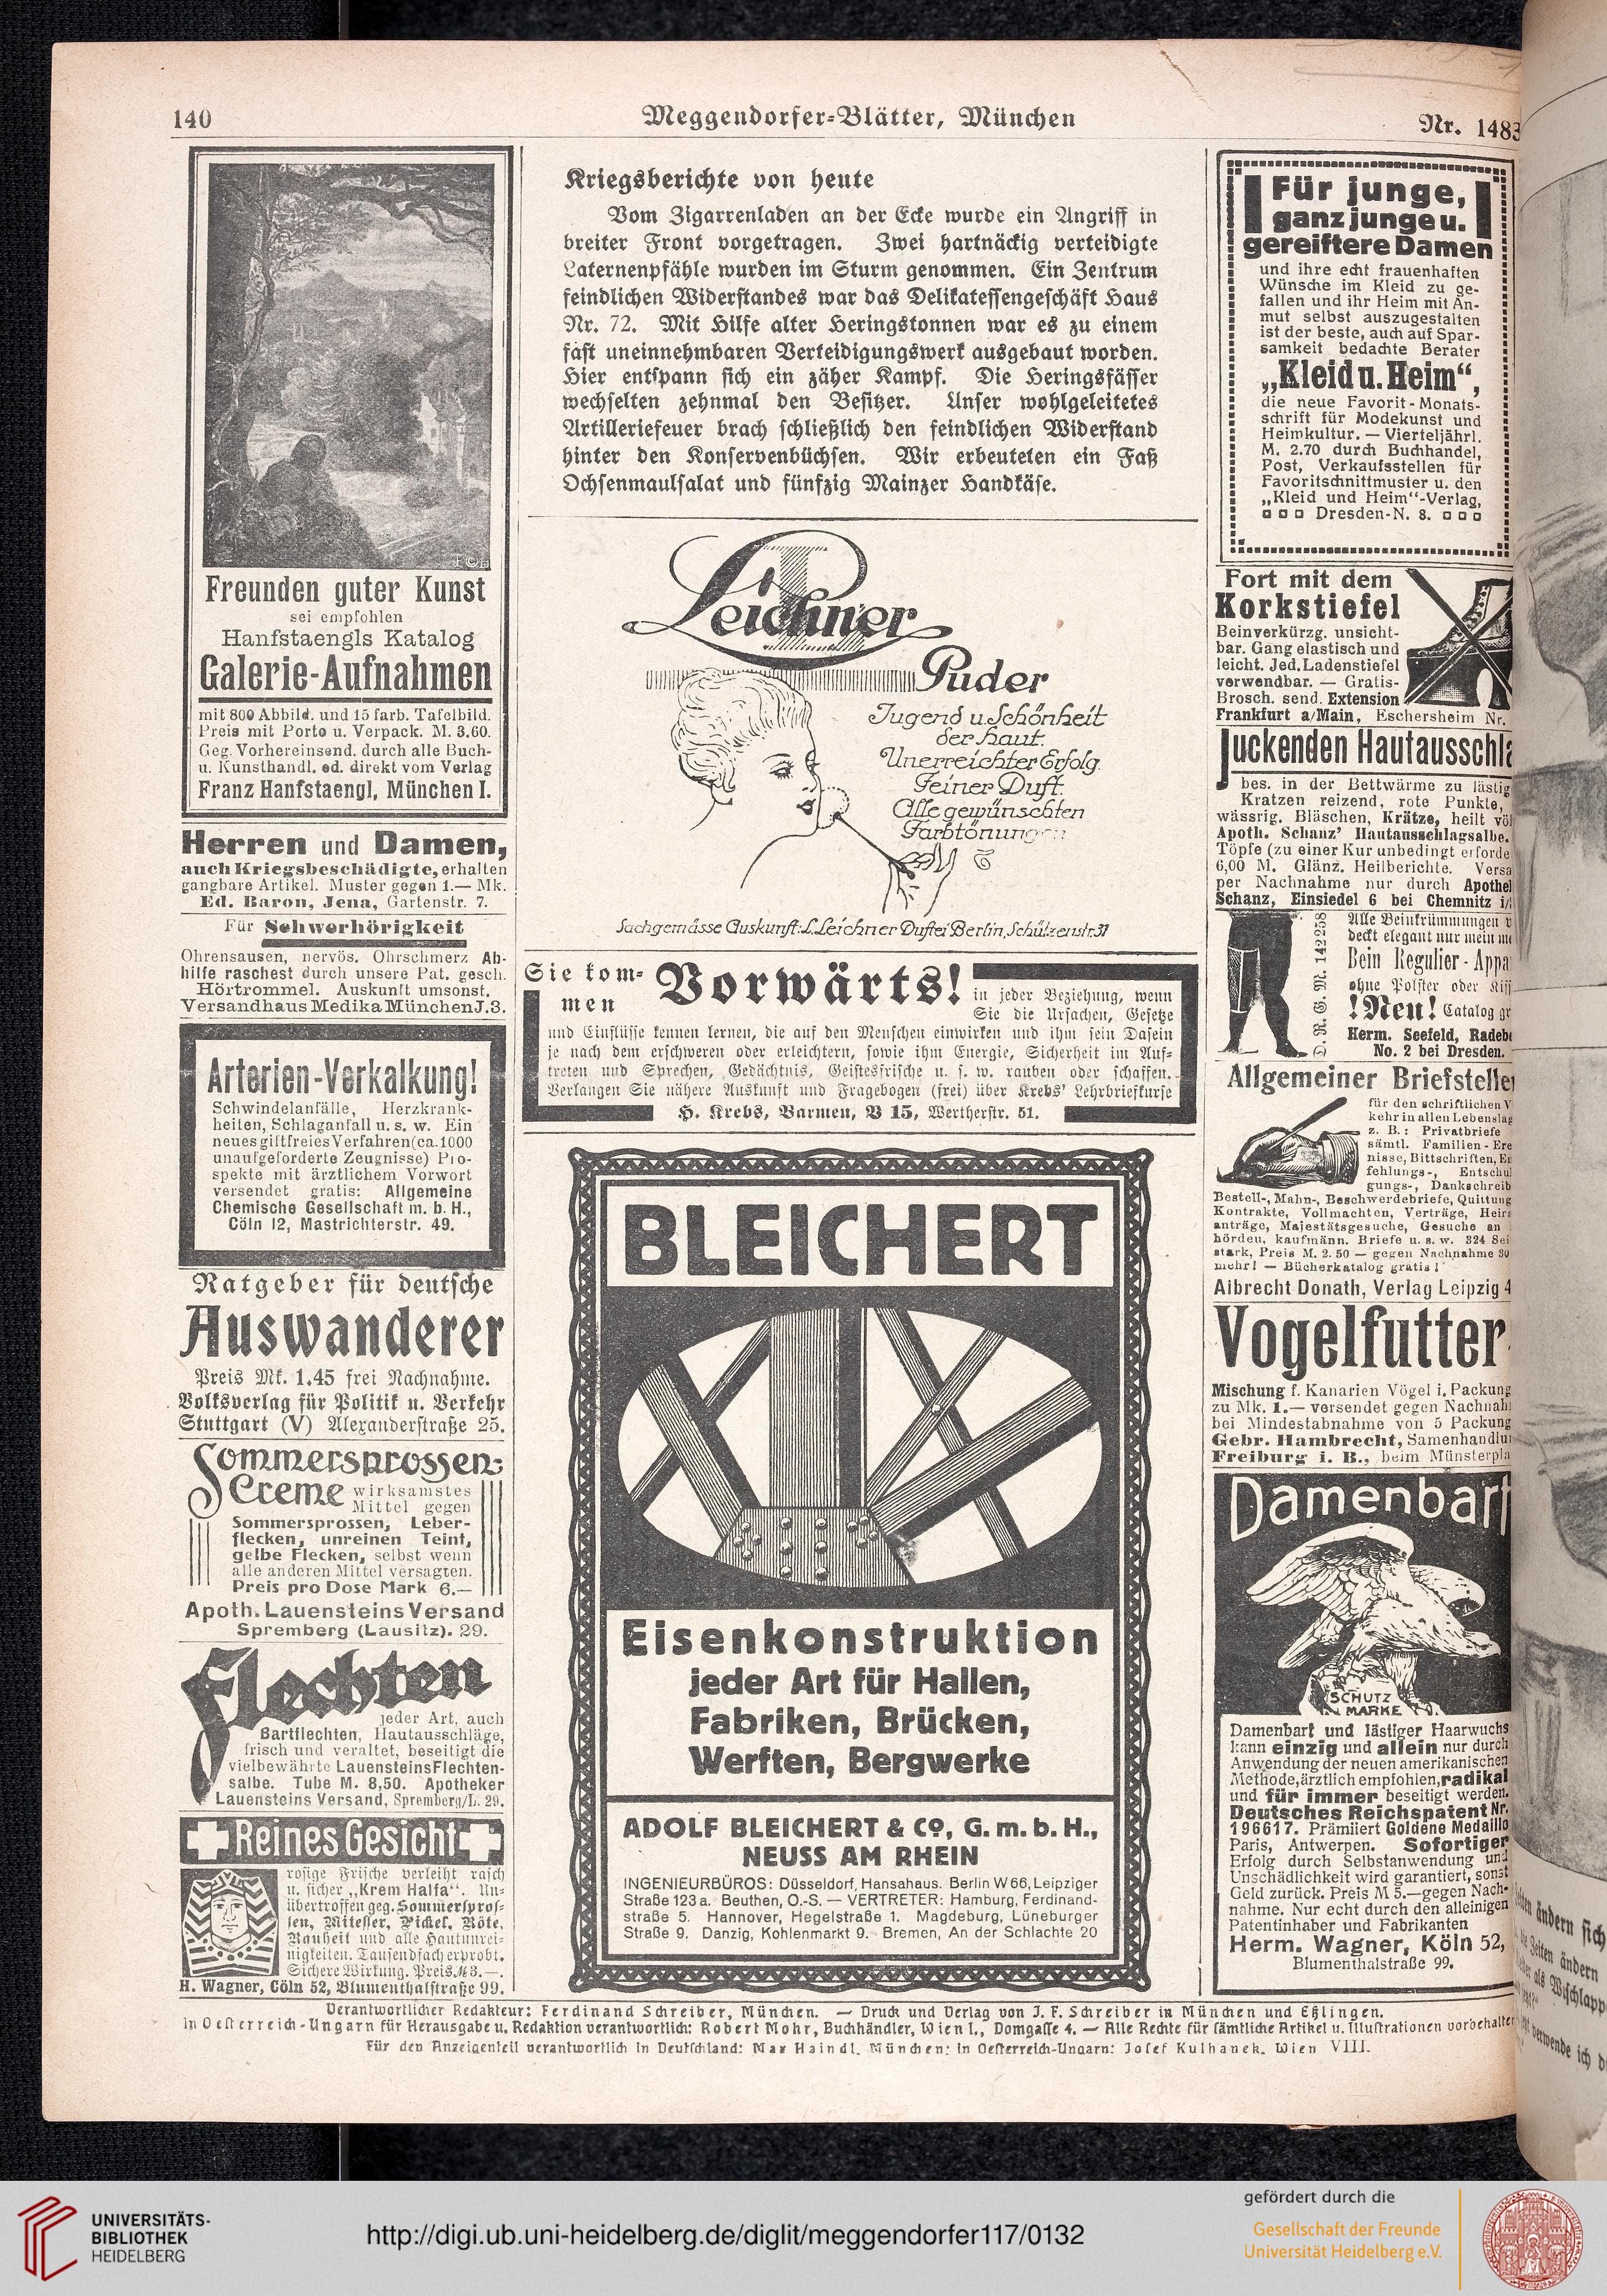 140
Meggendorfer-Blätter, München
Nr. 1483
Freunden guter Kunst
sei empfohlen
Hanfstaengls Katalog
Galerie-Aufnahmen
mit 800 Abbild. und 15 farb. Tafelbild.
Preis mit Porto u. Verpack. M. 3.60.
Geg. Vorhereinsend. durch alle Buch-
u. Kunsthandl. od. direkt vom Verlag
Franz Hanfstaengl, München I.
Herren und Damen,
auch Kriegsbeschädigte, erhalten
gangbare Artikel. Muster gegen 1.— Mk.
Ed. Baron, Jena, Gartenstr. 7.
Für Schwerhörigkeit
Ohrensausen, nervös. Ohrschmerz Ab-
hilfe raschest durch unsere Pat. gesch.
Hörtrommel. Auskunft umsonst.
Versandhaus Medika München J. 3.
Arterien-Verkalkung!
Schwindelanfälle, Herzkrank-
heiten, Schlaganfall u. s. w. Ein
neues giftfreies Verfahren (ca. 1000
unaufgeforderte Zeugnisse) Pro-
spekte mit ärztlichem Vorwort
versendet gratis: Allgemeine
Chemische Gesellschaft m. b. H.,
Cöln 12, Mastrichterstr. 49.
Ratgeber für deutsche
Auswanderer
Preis Mk. 1.45 frei Nachnahme.
Volksverlag für Politik u. Verkehr
Stuttgart (V) Alexanderstraße 25.
Sommersprossen-
Creme wirksamstes
Mittel gegen
Sommersprossen, Leber-
flecken, unreinen Teint,
gelbe Flecken, selbst wenn
alle anderen Mittel versagten.
Preis pro Dose Mark 6.—
Apoth. Lauensteins Versand
Spremberg (Lausitz). 29.
Flechten
jeder Art, auch
Bartflechten, Hautausschläge,
frisch und veraltet, beseitigt die
vielbewährte Lauensteins Flechten-
salbe. Tube M. 8,50. Apotheker
Lauensteins Versand, Spremberg/L. 29.
Reines Gesicht
rosige Frische verleiht rasch
u. sicher „Krem Halfa“. Un-
übertroffen geg. Sommerspros-
sen, Mitesser, Pickel, Röte,
Rauheit und alle Hautunrei-
nigkeiten. Tausendfach erprobt.
Sichere Wirkung. Preis M 3.—.
H. Wagner, Cöln 52, Blumenthalstraße 99.
Kriegsberichte von heute
Vom Zigarrenladen an der Ecke wurde ein Angriff in
breiter Front vorgetragen. Zwei hartnäckig verteidigte
Laternenpfähle wurden im Sturm genommen. Ein Zentrum
feindlichen Widerstandes war das Delikatessengeschäft Haus
Nr. 72. Mit Hilfe alter Heringstonnen war es zu einem
fast uneinnehmbaren Verteidigungswerk ausgebaut worden.
Hier entspann sich ein zäher Kampf. Die Heringsfässer
wechselten zehnmal den Besitzer. Unser wohlgeleitetes
Artilleriefeuer brach schließlich den feindlichen Widerstand
hinter den Konservenbüchsen. Wir erbeuteten ein Faß
Ochsenmaulsalat und fünfzig Mainzer Handkäse.
Leichner
Puder
Jugend u. Schönheit
der Haut.
Unerreichter Erfolg.
Feiner Duft.
Alle gewünschten
Farbtönungen
Sachgemässe Auskunft: L. Leichner Duftei Berlin, Schützenstr. 31
Sie kom-
men
Vorwärts!
in jeder Beziehung, wenn
Sie die Ursachen, Gesetze
und Einflüsse kennen lernen, die auf den Menschen einwirken und ihm sein Dasein
je nach dem erschweren oder erleichtern, sowie ihm Energie, Sicherheit im Auf-
treten und Sprechen, Gedächtnis, Geistesfrische u. s. w. rauben oder schaffen.
Verlangen Sie nähere Auskunft und Fragebogen (frei) über Krebs' Lehrbriefkurse
H. Krebs, Barmen, B 15, Wertherstr. 51.
BLEICHERT
Eisenkonstruktion
jeder Art für Hallen,
Fabriken, Brücken,
Werften, Bergwerke
ADOLF BLEICHERT & Co, G. m. b. H.,
NEUSS AM RHEIN
INGENIEURBÜROS: Düsseldorf, Hansahaus. Berlin W 66, Leipziger
Straße 123 a. Beuthen, O.-S. — VERTRETER: Hamburg, Ferdinand-
straße 5. Hannover, Hegelstraße 1. Magdeburg, Lüneburger
Straße 9. Danzig, Kohlenmarkt 9. Bremen, An der Schlachte 20
Für junge,
ganz junge u.
gereiftere Damen
und ihre echt frauenhaften
Wünsche im Kleid zu ge-
fallen und ihr Heim mit An-
mut selbst auszugestalten
ist der beste, auch auf Spar-
samkeit bedachte Berater
„Kleid u. Heim“,
die neue Favorit-Monats-
schrift für Modekunst und
Heimkultur. — Vierteljährl.
M. 2.70 durch Buchhandel,
Post, Verkaufsstellen für
Favoritschnittmuster u. den
„Kleid und Heim“-Verlag,
Dresden-N. 8.
Fort mit dem
Korkstiefel
Beinverkürzg. unsicht-
bar. Gang elastisch und
leicht. Jed. Ladenstiefel
verwendbar. — Gratis-
Brosch. send. Extension
Frankfurt a/Main, Eschersheim Nr.
Juckenden Hautausschla
bes. in der Bettwärme zu lästig
Kratzen reizend, rote Punkte,
wässrig. Bläschen, Krätze, heilt völ
Apoth. Schanz' Hautausschlagsalbe.
Töpfe (zu einer Kur unbedingt erforde
6,00 M. Glänz. Heilberichte. Versa
per Nachnahme nur durch Apothe
Schanz, Einsiedel 6 bei Chemnitz i/
D. R. G. M. 142 258
Alle Beinkrümmungen v
deckt elegant nur mein
Bein Regulier-Appa
ohne Polster oder Kiss
! Neu! Catalog gr
Herm. Seefeld, Radebe
No. 2 bei Dresden.
Allgemeiner Briefsteller
für den schriftlichen V
kehr in allen Lebenslag
z. B.: Privatbriefe
sämtl. Familien-Ere
nisse, Bittschriften, Em
fehlungs-, Entschul
gungs-, Dankschreib
Bestell-, Mahn-, Beschwerdebriefe, Quittung
Kontrakte, Vollmachten, Verträge, Heira
anträge, Majestätsgesuche, Gesuche an
hörden, kaufmänn. Briefe u. s. w. 324 Sei
stark, Preis M. 2.50 — gegen Nachnahme 30
mehr! — Bücherkatalog gratis!
Albrecht Donath, Verlag Leipzig 4
Vogelfutter
Mischung f. Kanarien Vögel i. Packung
zu Mk. 1.— versendet gegen Nachnah
bei Mindestabnahme von 5 Packung
Gebr. Hambrecht, Samenhandlu
Freiburg i. B., beim Münsterpla
Damenbart
SCHUTZ
MARKE
Damenbart und lästiger Haarwuchs
kann einzig und allein nur durch
Anwendung der neuen amerikanischen
Methode, ärztlich empfohlen, radikal
und für immer beseitigt werden.
Deutsches Reichspatent Nr.
196617. Prämiiert Goldene Medaille
Paris, Antwerpen. Sofortiger
Erfolg durch Selbstanwendung und
Unschädlichkeit wird garantiert, sonst
Geld zurück. Preis M 5.— gegen Nach-
nahme. Nur echt durch den alleinigen
Patentinhaber und Fabrikanten
Herm. Wagner, Köln 52,
Blumenthalstraße 99.
Verantwortlicher Redakteur: Ferdinand Schreiber, München. — Druck und Verlag von J. F. Schreiber in München und Eßlingen.
In Oesterreich-Ungarn für Herausgabe u. Redaktion verantwortlich: Robert Mohr, Buchhändler, Wien I., Domgasse 4. — Alle Rechte für sämtliche Artikel u. Illustrationen vorbehalten
Für den Anzeigenteil verantwortlich in Deutschland: Max Haindl, München; in Oesterreich-Ungarn: Josef Kulhanek, Wien VIII.
ändern sich
Zeiten ändern
als Wischlapp
verwende ich d
UNIVERSITÄTS-
BIBLIOTHEK
HEIDELBERG
http://digi.ub.uni-heidelberg.de/diglit/meggendorfer117/0132
gefördert durch die
Gesellschaft der Freunde
Universität Heidelberg e.V.